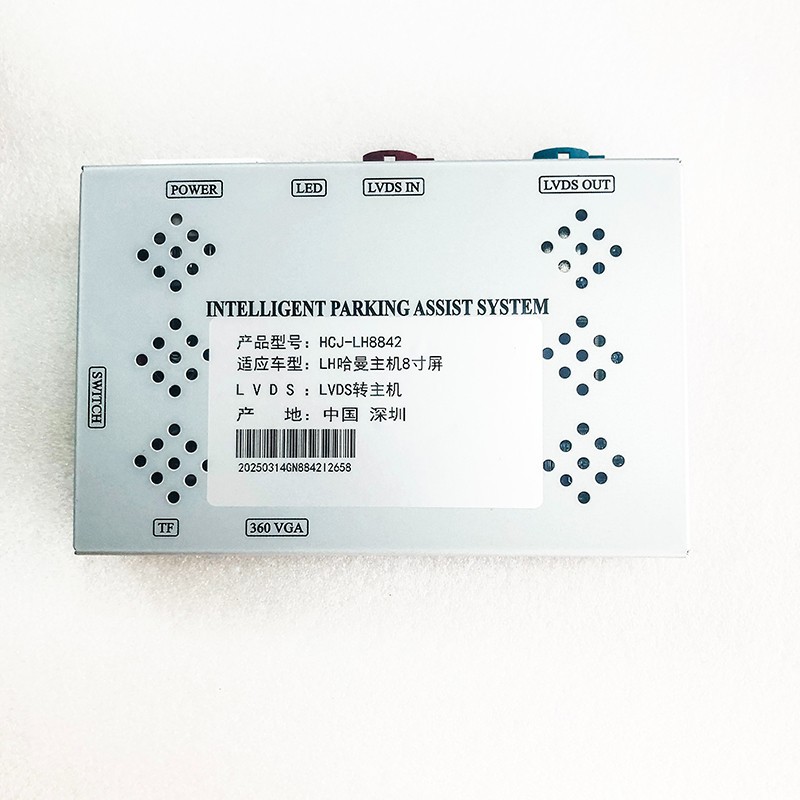 POWER
LED
LVDS IN
LVDS OUT
INTELLIGENT PARKING ASSIST SYSTEM
产品型号：HCJ-LH8842
适应车型：LH哈曼主机8寸屏
L V D S ：LVDS转主机
产 地：中国 深圳
20250314GN8842I2658
SWITCH
TF
360 VGA